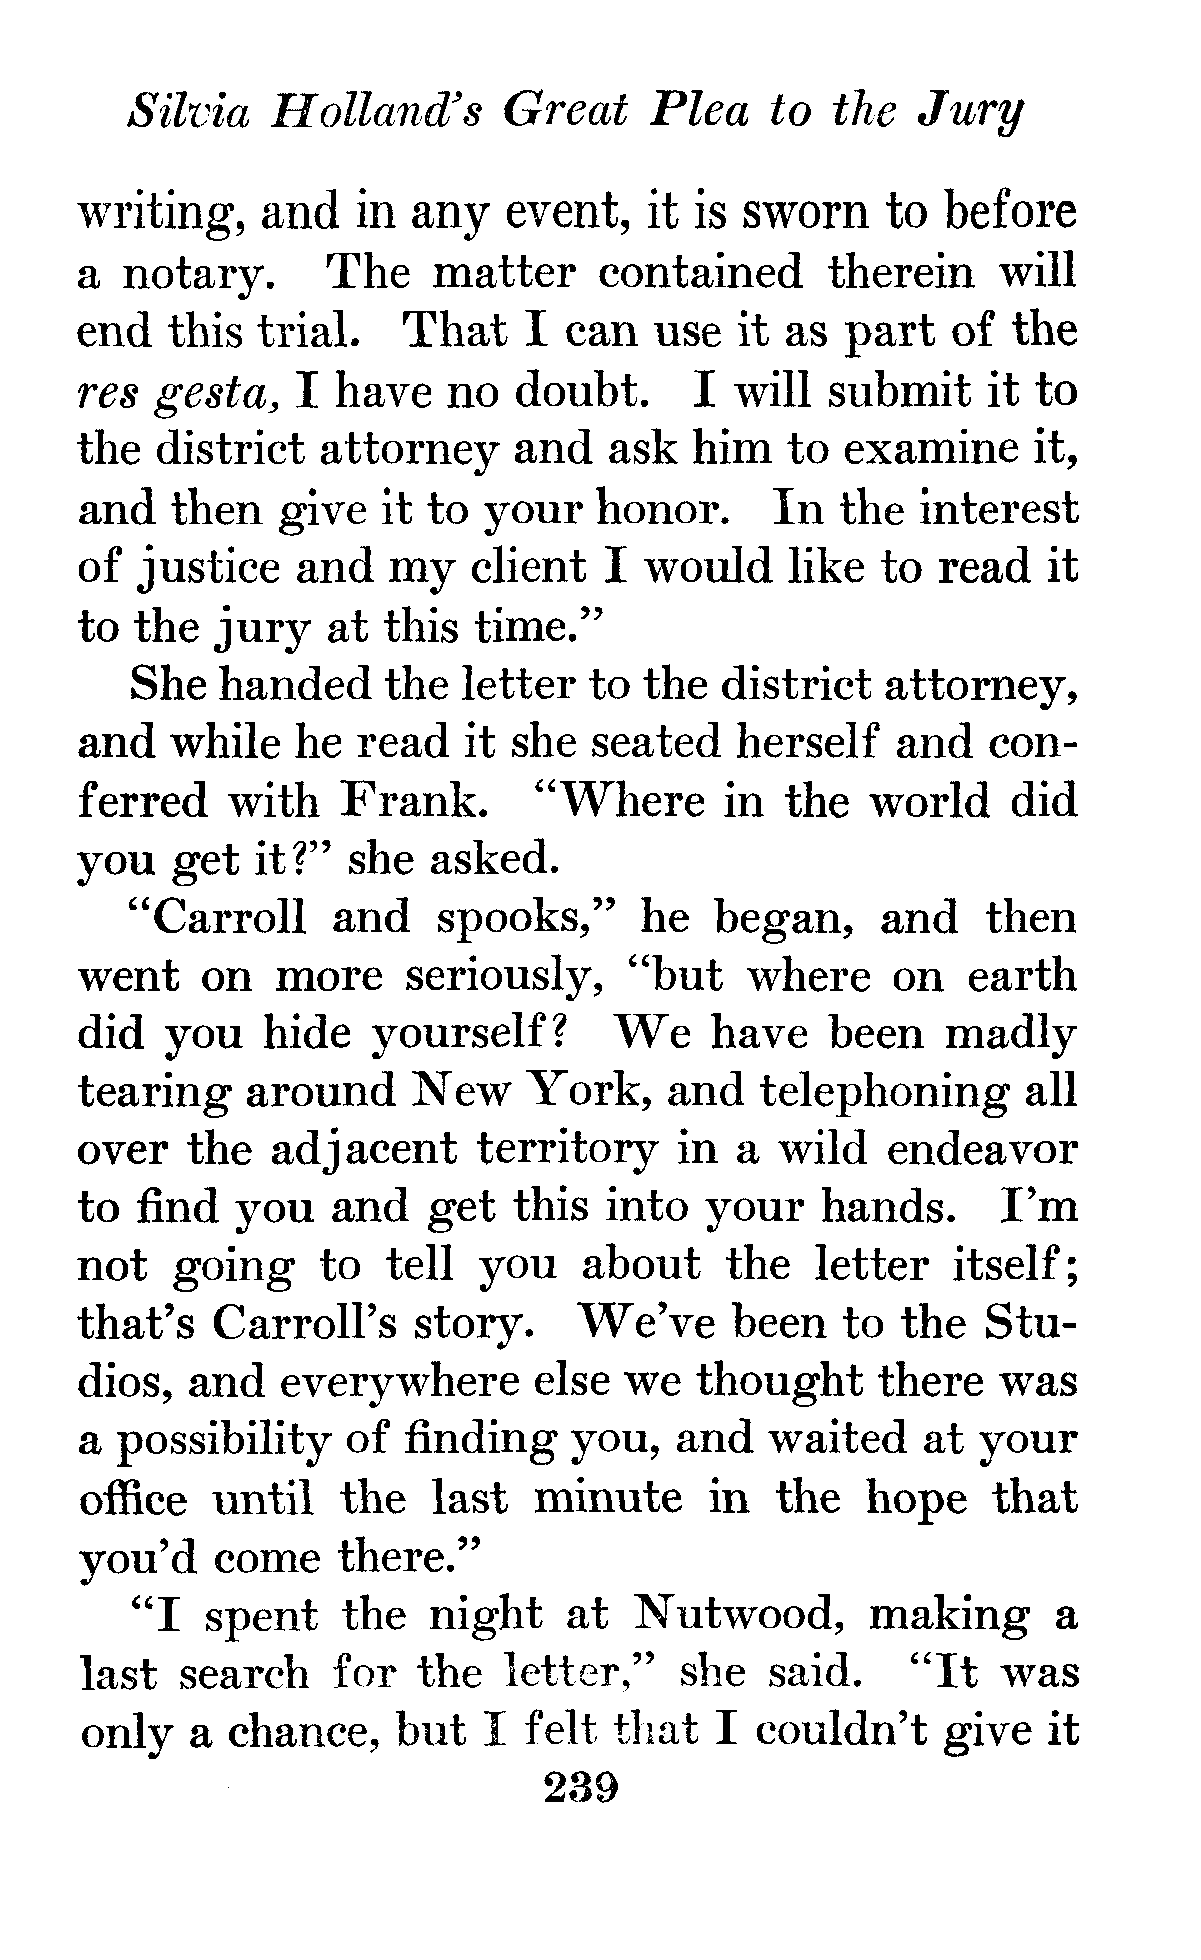 Silvia Holland's Great Plea to the Jury
writing, and in any event, it is sworn to before
a notary. The matter contained therein will
end this trial. That I can use it as part of the
res gesta, I have no doubt. I will submit it to
the district attorney and ask him to examine it,
and then give it to your honor. In the interest
of justice and my client I would like to read it
to the jury at this time."
She handed the letter to the district attorney,
and while he read it she seated herself and con-
ferred with Frank. "Where in the world did
you get it?" she asked.
"Carroll and spooks," he began, and then
went on more seriously, "but where on earth
did you hide yourself? We have been madly
tearing around New York, and telephoning all
over the adjacent territory in a wild endeavor
to find you and get this into your hands. I'm
not going to tell you about the letter itself;
that's Carroll's story. We've been to the Stu-
dios, and everywhere else we thought there was
a possibility of finding you, and waited at your
office until the last minute in the hope that
you'd come there."
"I spent the night at Nutwood, making a
last search for the letter," she said. "It was
only a chance, but I felt that I couldn't give it
239